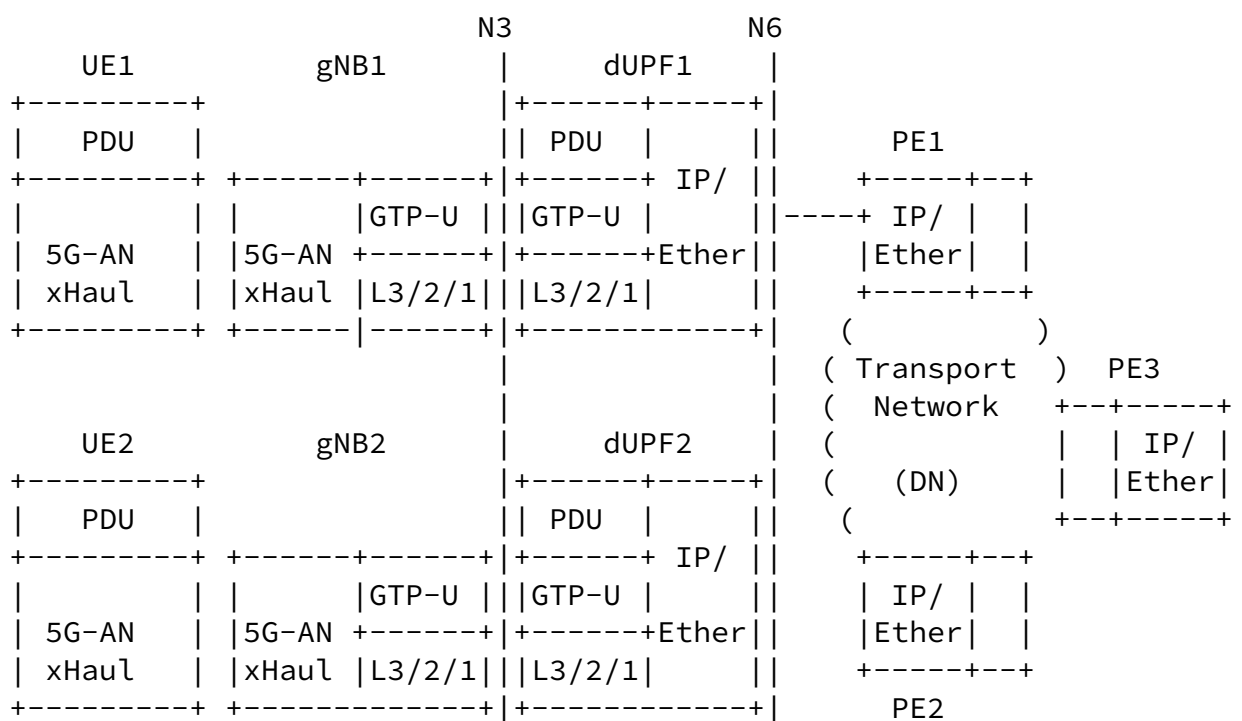 N3             N6
    UE1          gNB1      |     dUPF1      |
+---------+                |+------+-----+|
|   PDU   |                || PDU  |     ||      PE1
+---------+ +------+------+|+------+ IP/ ||    +-----+--+
|         | |      |GTP-U |||GTP-U |     ||----+ IP/ |  |
| 5G-AN   | |5G-AN +------+|+------+Ether||    |Ether|  |
| xHaul   | |xHaul |L3/2/1|||L3/2/1|     ||    +-----+--+
+---------+ +------|------+|+------------+|   (          )
                           |              |  ( Transport  )  PE3
                           |              |  (  Network   +--+-----+
    UE2          gNB2      |     dUPF2    |  (            |  | IP/ |
+---------+                |+------+-----+|  (   (DN)     |  |Ether|
|   PDU   |                || PDU  |     ||   (           +--+-----+
+---------+ +------+------+|+------+ IP/ ||    +-----+--+
|         | |      |GTP-U |||GTP-U |     ||    | IP/ |  |
| 5G-AN   | |5G-AN +------+|+------+Ether||    |Ether|  |
| xHaul   | |xHaul |L3/2/1|||L3/2/1|     ||    +-----+--+
+---------+ +-------------+|+------------+|      PE2